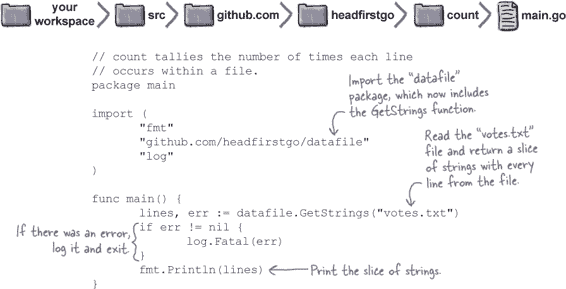 your workspace
src
github.com
headfirstgo
count
main.go
// count tallies the number of times each line
// occurs within a file.
package main
Import the "datafile"
package, which now includes
the GetStrings function.
import (
"fmt"
"github.com/headfirstgo/datafile"
"log"
)
Read the "votes.txt"
file and return a slice
of strings with every
line from the file.
func main() {
lines, err := datafile.GetStrings("votes.txt")
If there was an error,
log it and exit.
if err != nil {
log.Fatal(err)
}
fmt.Println(lines)
Print the slice of strings.
}